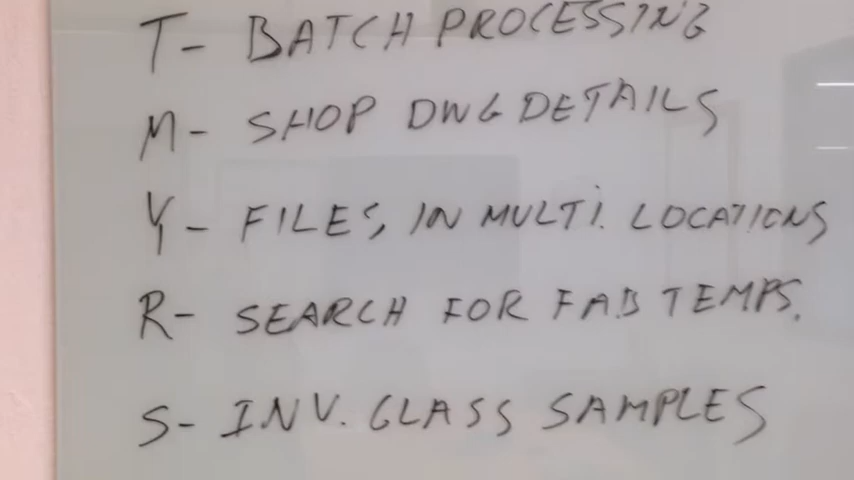 T- BATCH PROCESSING
M- SHOP DWG DETAILS
Y- FILES, IN MULTI. LOCATIONS
R- SEARCH FOR FAB TEMPS.
S- INV. GLASS SAMPLES